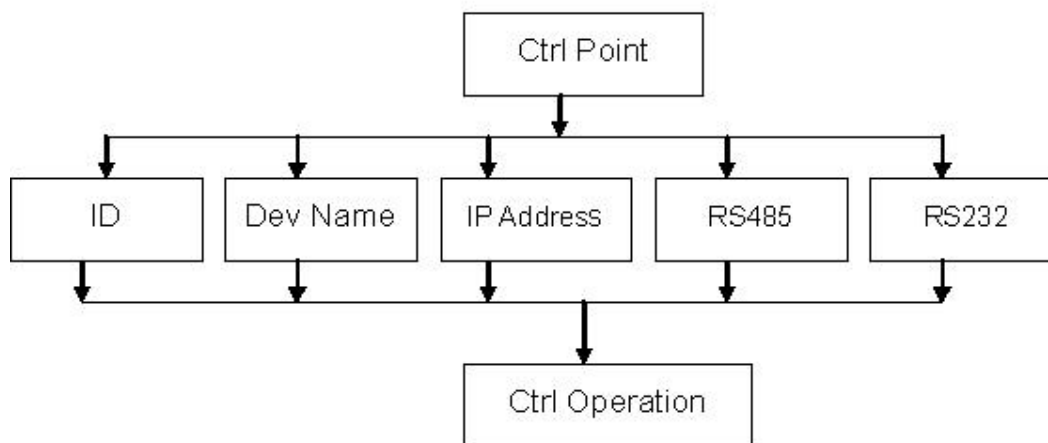 Ctrl Point
ID
Dev Name
IP Address
RS485
RS232
Ctrl Operation